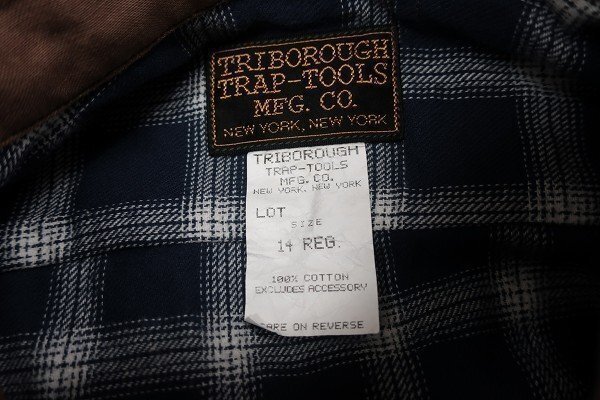 TRIBOROUGH
TRAP-TOOLS
MFG. CO.
NEW YORK, NEW YORK
TRIBOROUGH
TRAP-TOOLS
MFG. CO.
NEW YORK, NEW YORK
LOT
SIZE
14 REG.
100% COTTON
EXCLUDES ACCESSORY
ARE ON REVERSE